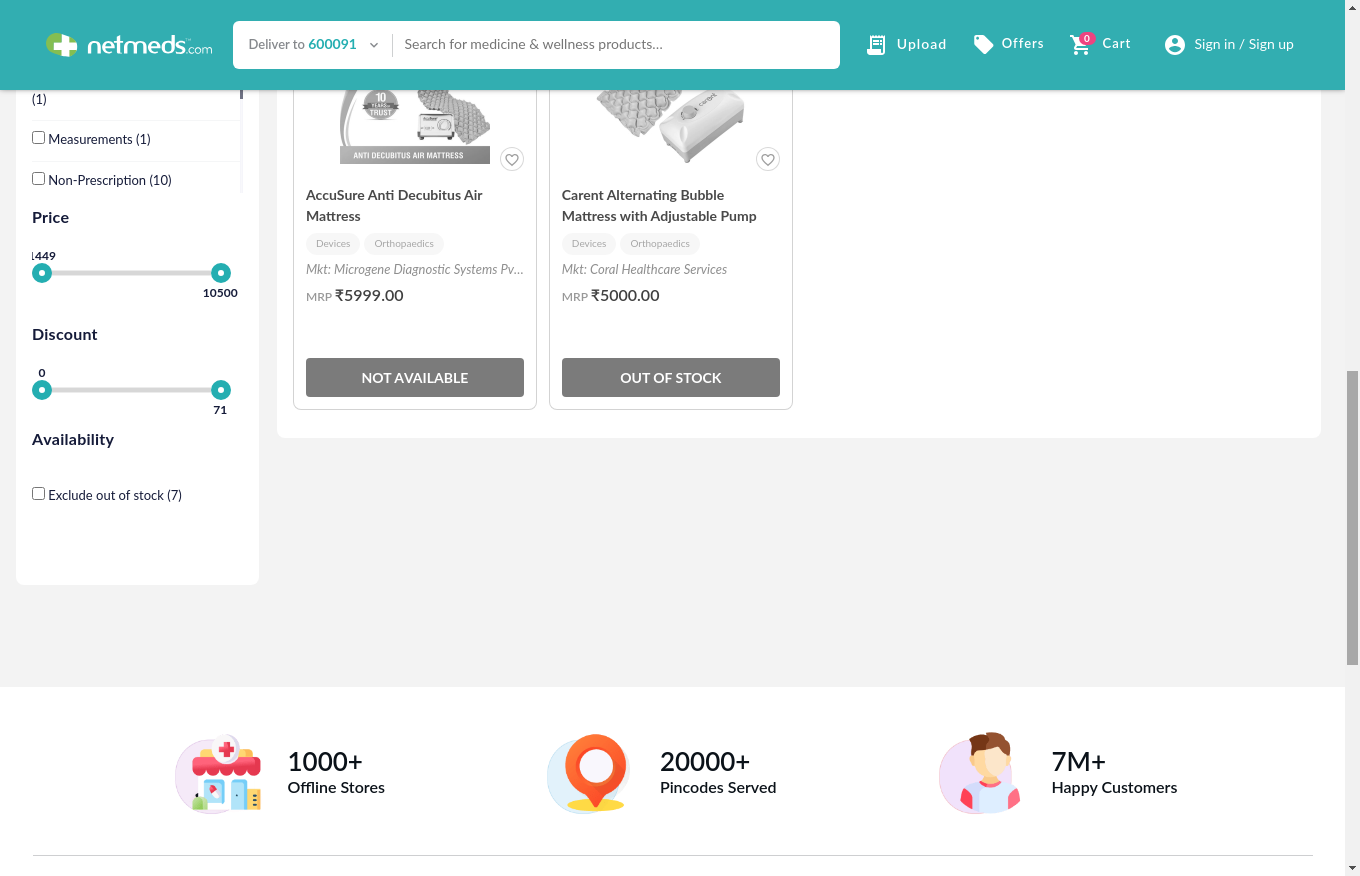 netmeds.com
Deliver to 600091
Search for medicine & wellness products...
Upload
Offers
0
Cart
Sign in / Sign up
(1)
Measurements (1)
Non-Prescription (10)
Price
1449
10500
Discount
0
71
Availability
Exclude out of stock (7)
10
YEARS of
TRUST
ANTI DECUBITUS AIR MATTRESS
AccuSure Anti Decubitus Air
Mattress
Devices Orthopaedics
Mkt: Microgene Diagnostic Systems Pv...
MRP ₹5999.00
NOT AVAILABLE
carent
Carent Alternating Bubble
Mattress with Adjustable Pump
Devices Orthopaedics
Mkt: Coral Healthcare Services
MRP ₹5000.00
OUT OF STOCK
1000+
Offline Stores
20000+
Pincodes Served
7M+
Happy Customers